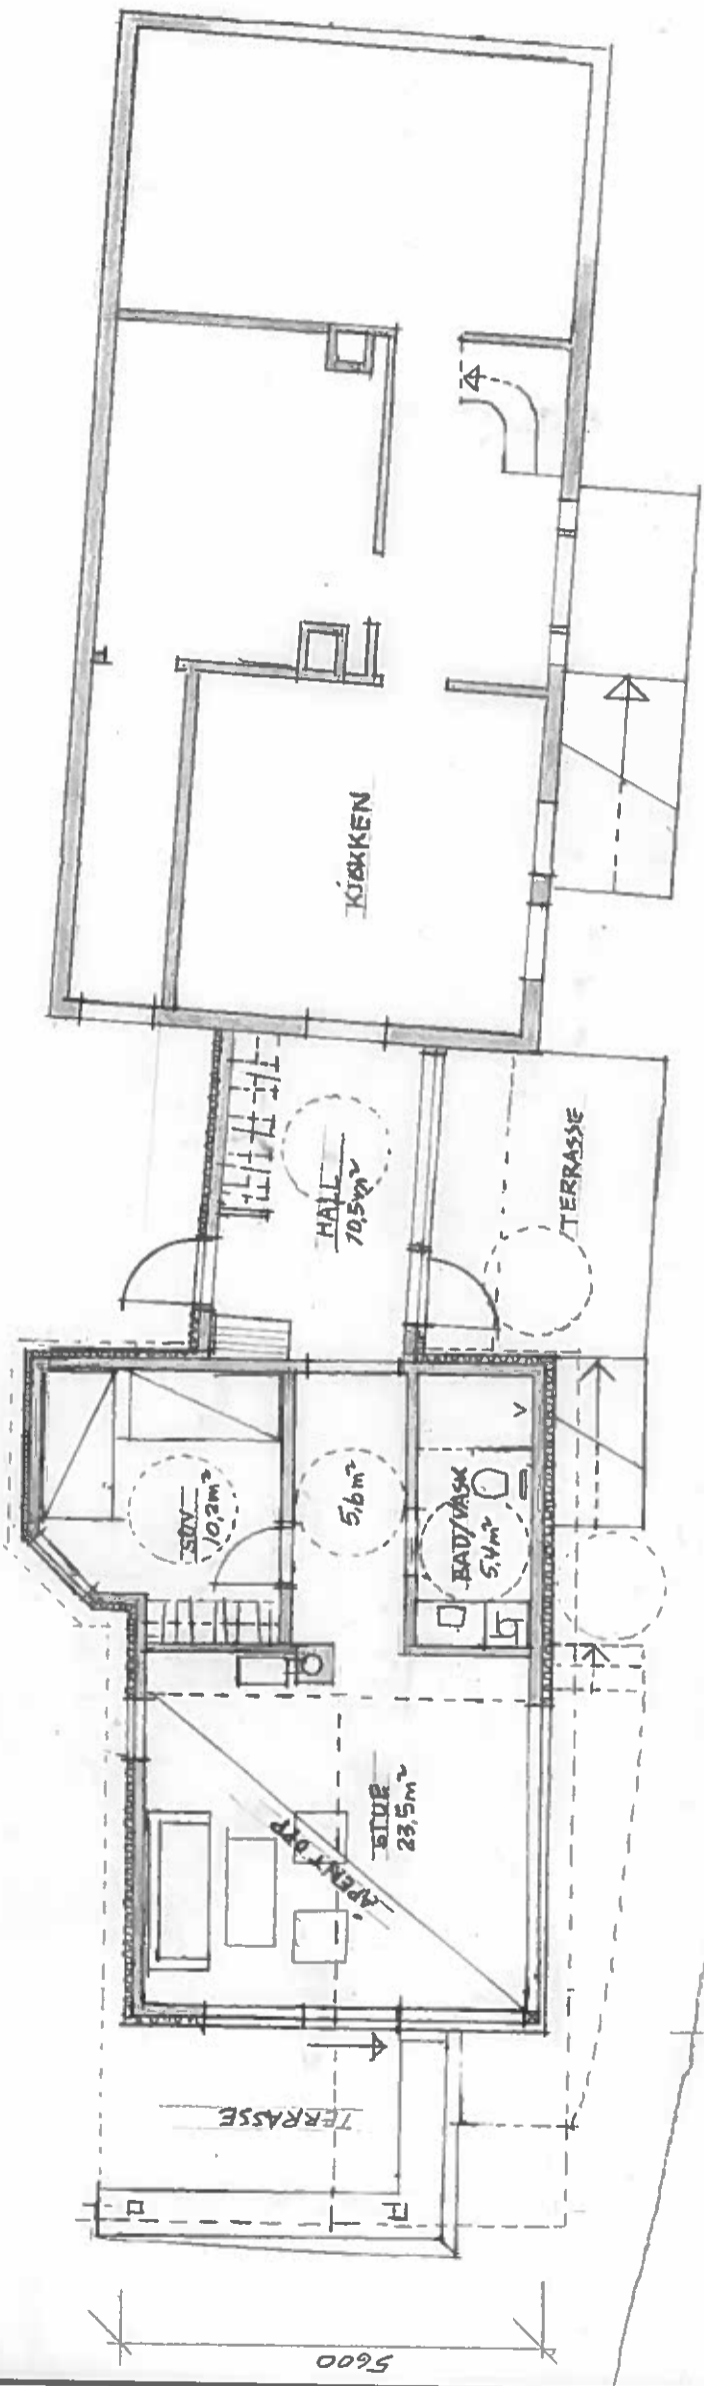 KJØKKEN
HALL
10,5m²
TERRASSE
SOV
10,2m²
5,6m²
BAD/VASK
5,4m²
V
STUE
23,5m²
ÅPENT OPP
TERRASSE
5600